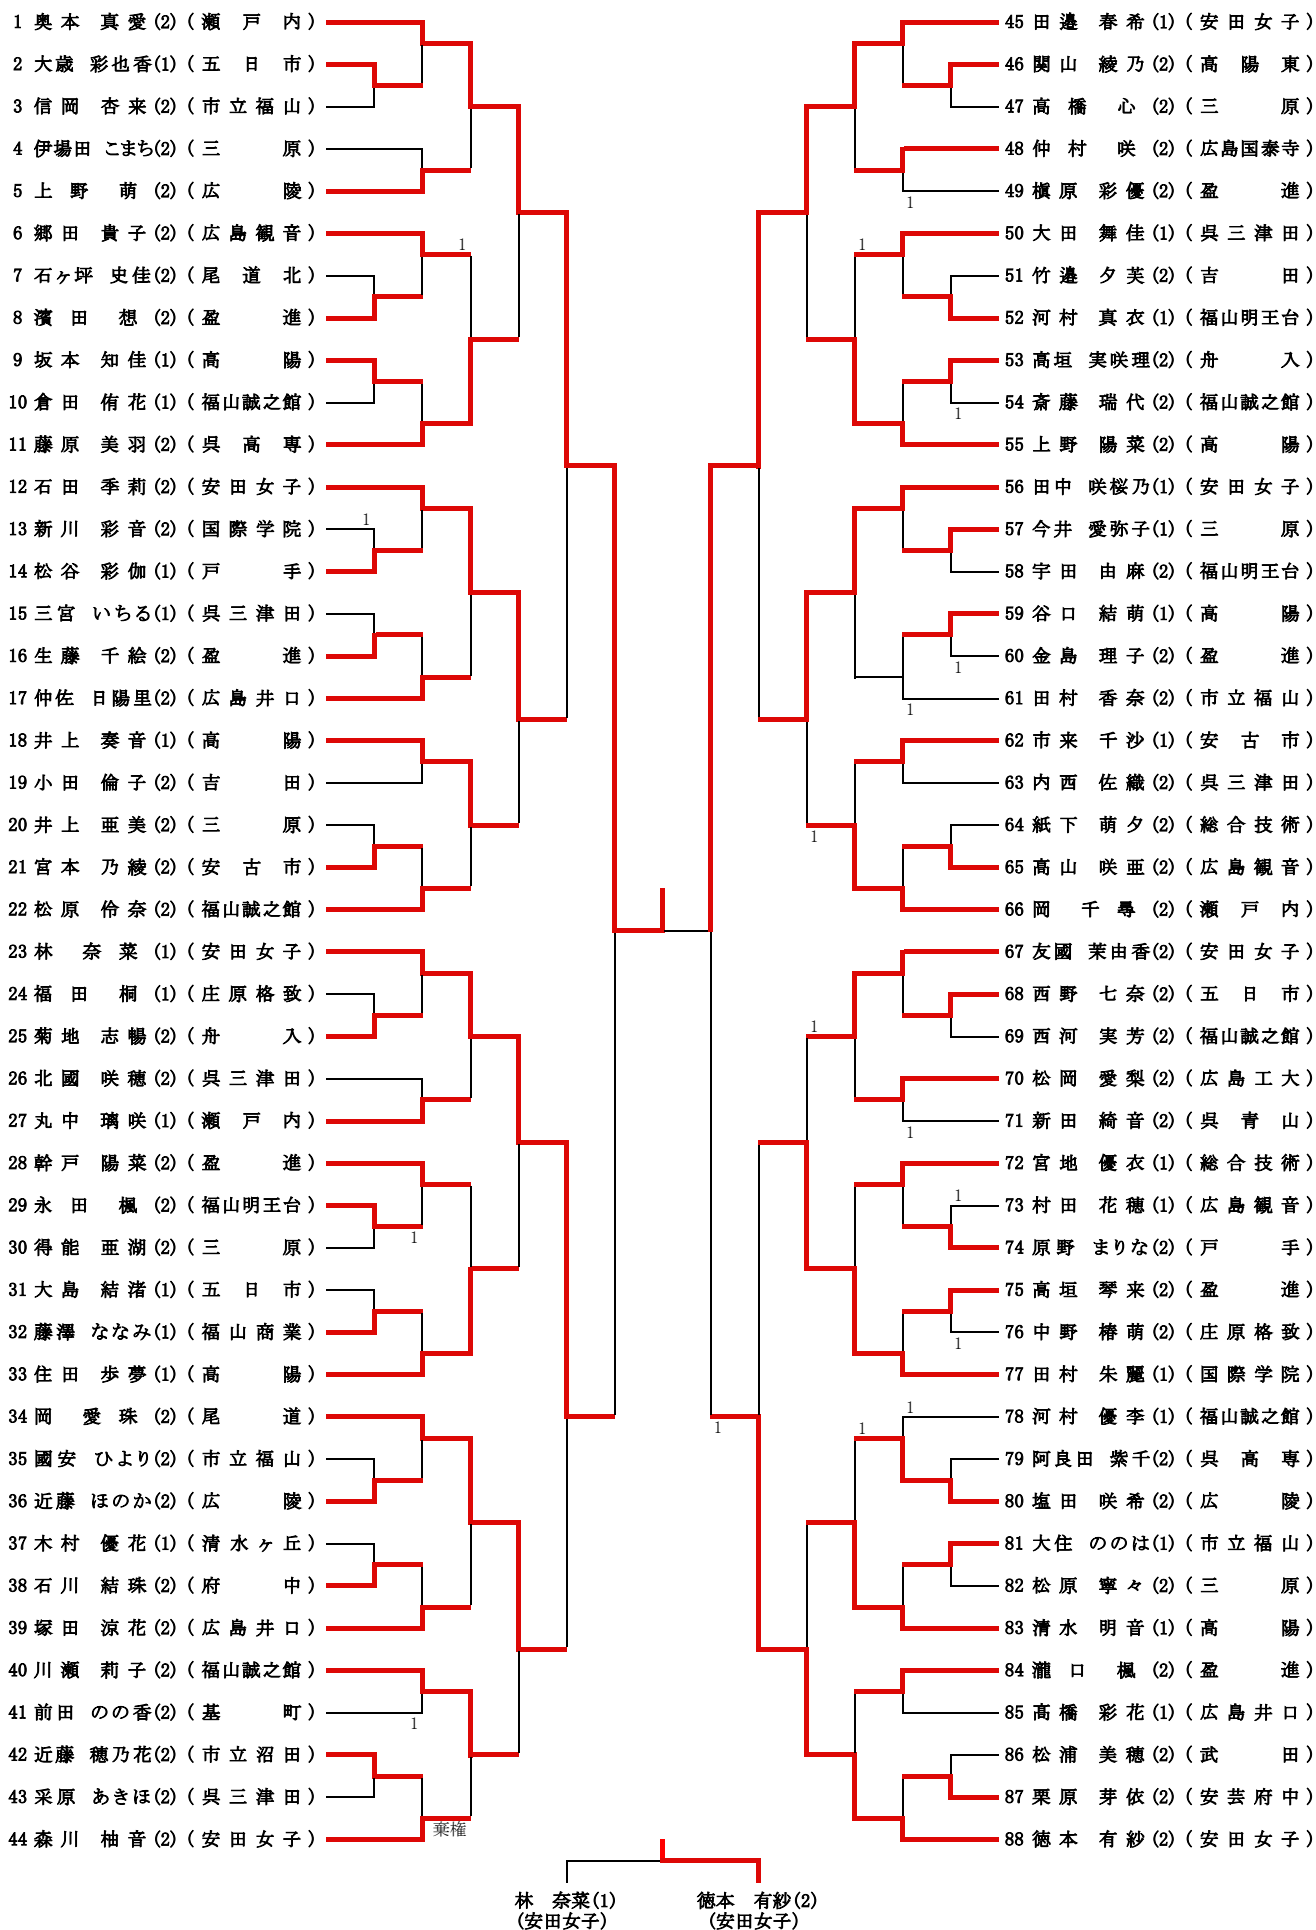 1 奥本 真愛(2) (瀬戸内)
2 大歳 彩也香(1) (五日市)
3 信岡 杏来(2) (市立福山)
4 伊場田 こまち(2) (三原)
5 上野 萌(2) (広陵)
6 郷田 貴子(2) (広島観音)
1
7 石ヶ坪 史佳(2) (尾道北)
8 濱田 想(2) (盈進)
9 坂本 知佳(1) (高陽)
10 倉田 侑花(1) (福山誠之館)
11 藤原 美羽(2) (呉高専)
12 石田 季莉(2) (安田女子)
13 新川 彩音(2) (国際学院)
1
14 松谷 彩伽(1) (戸手)
15 三宮 いちる(1) (呉三津田)
16 生藤 千絵(2) (盈進)
17 仲佐 日陽里(2) (広島井口)
18 井上 奏音(1) (高陽)
19 小田 倫子(2) (吉田)
20 井上 亜美(2) (三原)
21 宮本 乃綾(2) (安古市)
22 松原 伶奈(2) (福山誠之館)
23 林 奈菜(1) (安田女子)
24 福田 桐(1) (庄原格致)
25 菊地 志暢(2) (舟入)
26 北國 咲穂(2) (呉三津田)
27 丸中 璃咲(1) (瀬戸内)
28 幹戸 陽菜(2) (盈進)
29 永田 楓(2) (福山明王台)
1
30 得能 亜湖(2) (三原)
31 大島 結渚(1) (五日市)
32 藤澤 ななみ(1) (福山商業)
33 住田 歩夢(1) (高陽)
34 岡 愛珠(2) (尾道)
35 國安 ひより(2) (市立福山)
36 近藤 ほのか(2) (広陵)
37 木村 優花(1) (清水ヶ丘)
38 石川 結珠(2) (府中)
39 塚田 涼花(2) (広島井口)
40 川瀬 莉子(2) (福山誠之館)
41 前田 のの香(2) (基町)
1
42 近藤 穂乃花(2) (市立沼田)
43 采原 あきほ(2) (呉三津田)
44 森川 柚音(2) (安田女子)
棄権
45 田邉 春希(1) (安田女子)
46 関山 綾乃(2) (高陽東)
47 高橋 心(2) (三原)
48 仲村 咲(2) (広島国泰寺)
49 槇原 彩優(2) (盈進)
1
50 大田 舞佳(1) (呉三津田)
1
51 竹邉 夕芙(2) (吉田)
52 河村 真衣(1) (福山明王台)
53 高垣 実咲理(2) (舟入)
54 斎藤 瑞代(2) (福山誠之館)
1
55 上野 陽菜(2) (高陽)
56 田中 咲桜乃(1) (安田女子)
57 今井 愛弥子(1) (三原)
58 宇田 由麻(2) (福山明王台)
59 谷口 結萌(1) (高陽)
60 金島 理子(2) (盈進)
1
61 田村 香奈(2) (市立福山)
1
62 市来 千沙(1) (安古市)
63 内西 佐織(2) (呉三津田)
64 紙下 萌夕(2) (総合技術)
1
65 高山 咲亜(2) (広島観音)
66 岡 千尋(2) (瀬戸内)
67 友國 茉由香(2) (安田女子)
68 西野 七奈(2) (五日市)
1
69 西河 実芳(2) (福山誠之館)
70 松岡 愛梨(2) (広島工大)
71 新田 綺音(2) (呉青山)
1
72 宮地 優衣(1) (総合技術)
73 村田 花穂(1) (広島観音)
1
74 原野 まりな(2) (戸手)
75 高垣 琴来(2) (盈進)
76 中野 椿萌(2) (庄原格致)
1
77 田村 朱麗(1) (国際学院)
78 河村 優李(1) (福山誠之館)
1
1
1
79 阿良田 紫千(2) (呉高専)
80 塩田 咲希(2) (広陵)
81 大住 ののは(1) (市立福山)
82 松原 寧々(2) (三原)
83 清水 明音(1) (高陽)
84 瀧口 楓(2) (盈進)
85 髙橋 彩花(1) (広島井口)
86 松浦 美穂(2) (武田)
87 栗原 芽依(2) (安芸府中)
88 徳本 有紗(2) (安田女子)
林 奈菜(1) 徳本 有紗(2)
(安田女子) (安田女子)